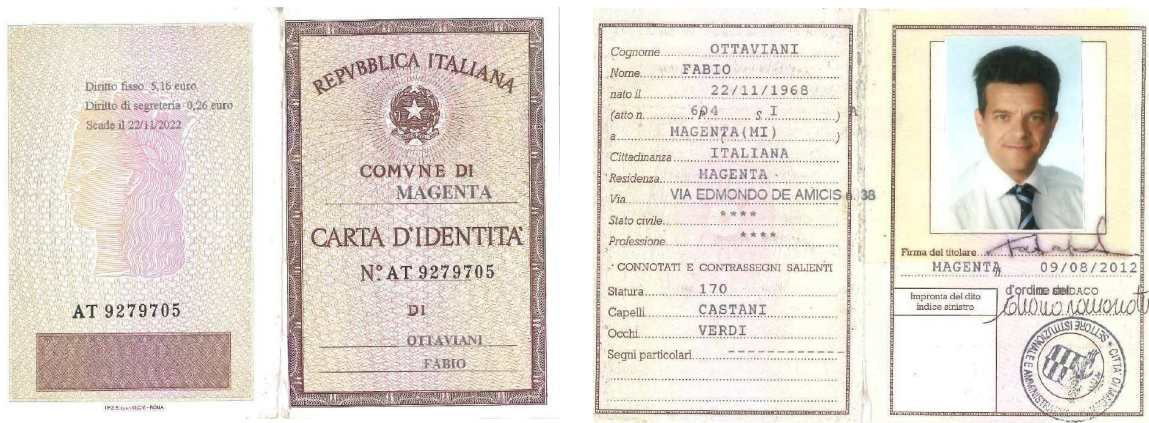 Diritto fisso 5,16 euro
Diritto di segreteria 0,26 euro
Scade il 22/11/2022
AT 9279705
I.P.Z.S. S.p.A. - O.C.V. - ROMA
REPVBBLICA ITALIANA
COMVNE DI
MAGENTA
CARTA D'IDENTITA'
N° AT 9279705
DI
OTTAVIANI
FABIO
Cognome OTTAVIANI
Nome FABIO
nato il 22/11/1968
(atto n. 604 S I A)
a MAGENTA(MI)
Cittadinanza ITALIANA
Residenza MAGENTA
Via VIA EDMONDO DE AMICIS n. 38
Stato civile ****
Professione ****
CONNOTATI E CONTRASSEGNI SALIENTI
Statura 170
Capelli CASTANI
Occhi VERDI
Segni particolari ----------
Firma del titolare
MAGENTA 09/08/2012
d'ordine del SINDACO
Impronta del dito
indice sinistro